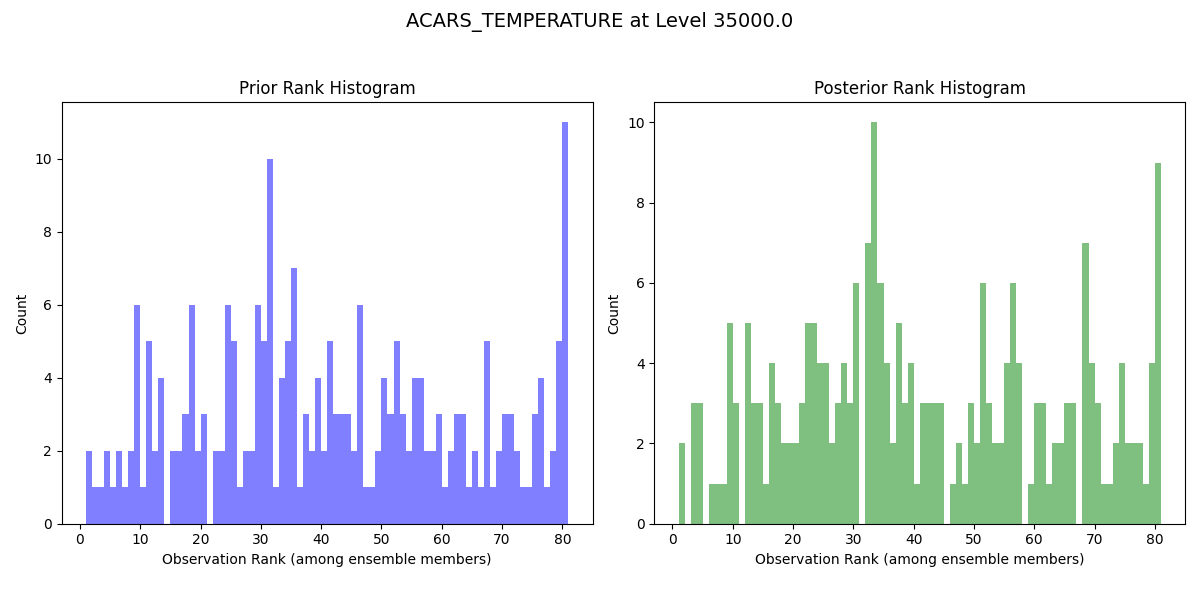 ACARS_TEMPERATURE at Level 35000.0
Prior Rank Histogram
Count
10
8
6
4
2
0
0 10 20 30 40 50 60 70 80
Observation Rank (among ensemble members)
Posterior Rank Histogram
Count
10
8
6
4
2
0
0 10 20 30 40 50 60 70 80
Observation Rank (among ensemble members)